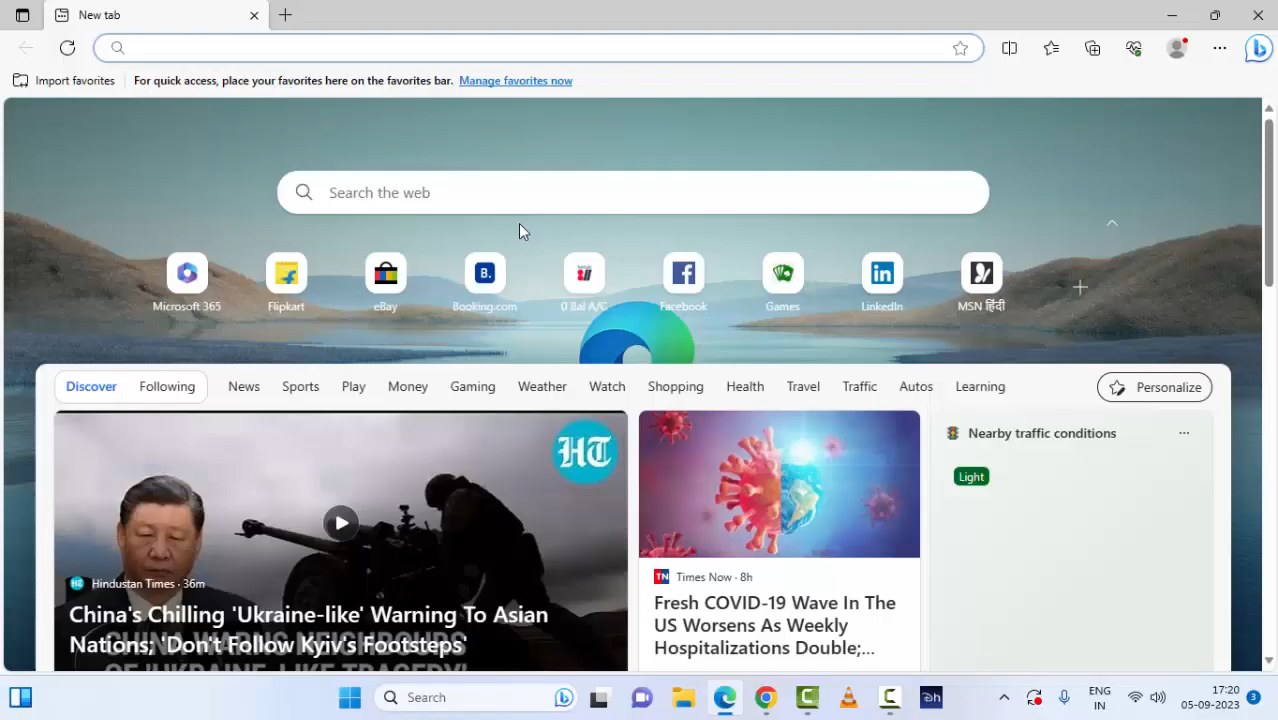 New tab
Import favorites
For quick access, place your favorites here on the favorites bar. Manage favorites now
Search the web
Microsoft 365
Flipkart
eBay
B.
Booking.com
0 Bal A/C
Facebook
Games
LinkedIn
MSN हिंदी
Discover
Following
News
Sports
Play
Money
Gaming
Weather
Watch
Shopping
Health
Travel
Traffic
Autos
Learning
Personalize
HT
Hindustan Times · 36m
China's Chilling 'Ukraine-like' Warning To Asian
Nations; 'Don't Follow Kyiv's Footsteps'
TN Times Now · 8h
Fresh COVID-19 Wave In The
US Worsens As Weekly
Hospitalizations Double;...
Nearby traffic conditions
Light
Search
ENG
IN
17:20
05-09-2023
3